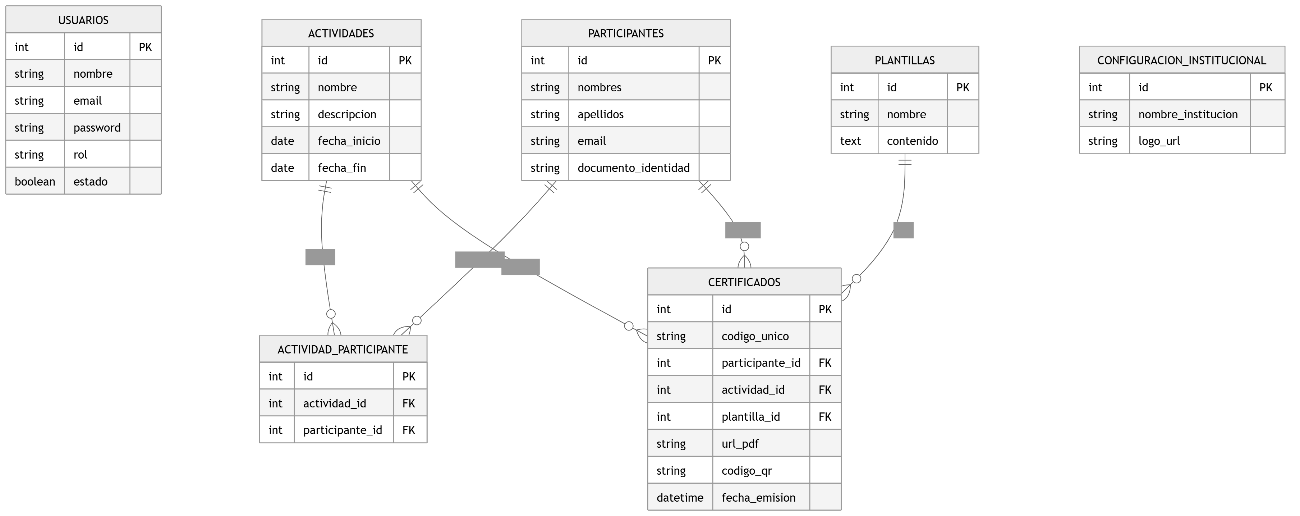 USUARIOS
int id PK
string nombre
string email
string password
string rol
boolean estado
ACTIVIDADES
int id PK
string nombre
string descripcion
date fecha_inicio
date fecha_fin
PARTICIPANTES
int id PK
string nombres
string apellidos
string email
string documento_identidad
PLANTILLAS
int id PK
string nombre
text contenido
CONFIGURACION_INSTITUCIONAL
int id PK
string nombre_institucion
string logo_url
ACTIVIDAD_PARTICIPANTE
int id PK
int actividad_id FK
int participante_id FK
CERTIFICADOS
int id PK
string codigo_unico
int participante_id FK
int actividad_id FK
int plantilla_id FK
string url_pdf
string codigo_qr
datetime fecha_emision